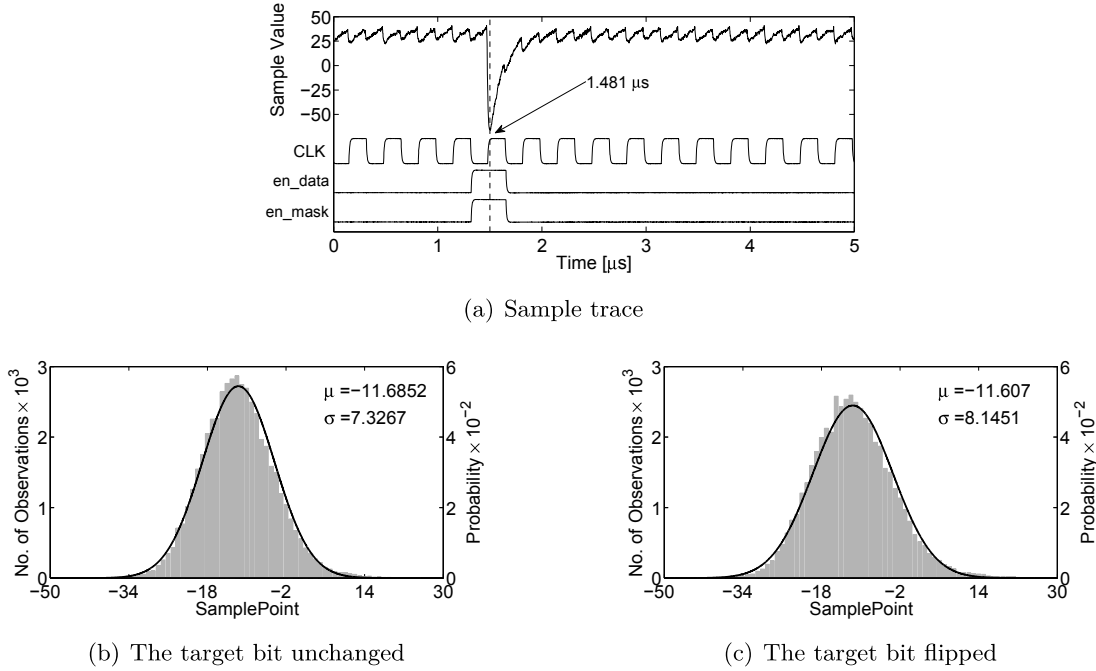 50
25
0
−25
−50
Sample Value
1.481 μs
CLK
en_data
en_mask
0 1 2 3 4 5
Time [μs]
(a) Sample trace
3
2
1
0
No. of Observations × 10³
μ =−11.6852
σ =7.3267
6
4
2
0
Probability × 10⁻²
−50 −34 −18 −2 14 30
SamplePoint
(b) The target bit unchanged
3
2
1
0
No. of Observations × 10³
μ =−11.607
σ =8.1451
6
4
2
0
Probability × 10⁻²
−50 −34 −18 −2 14 30
SamplePoint
(c) The target bit flipped